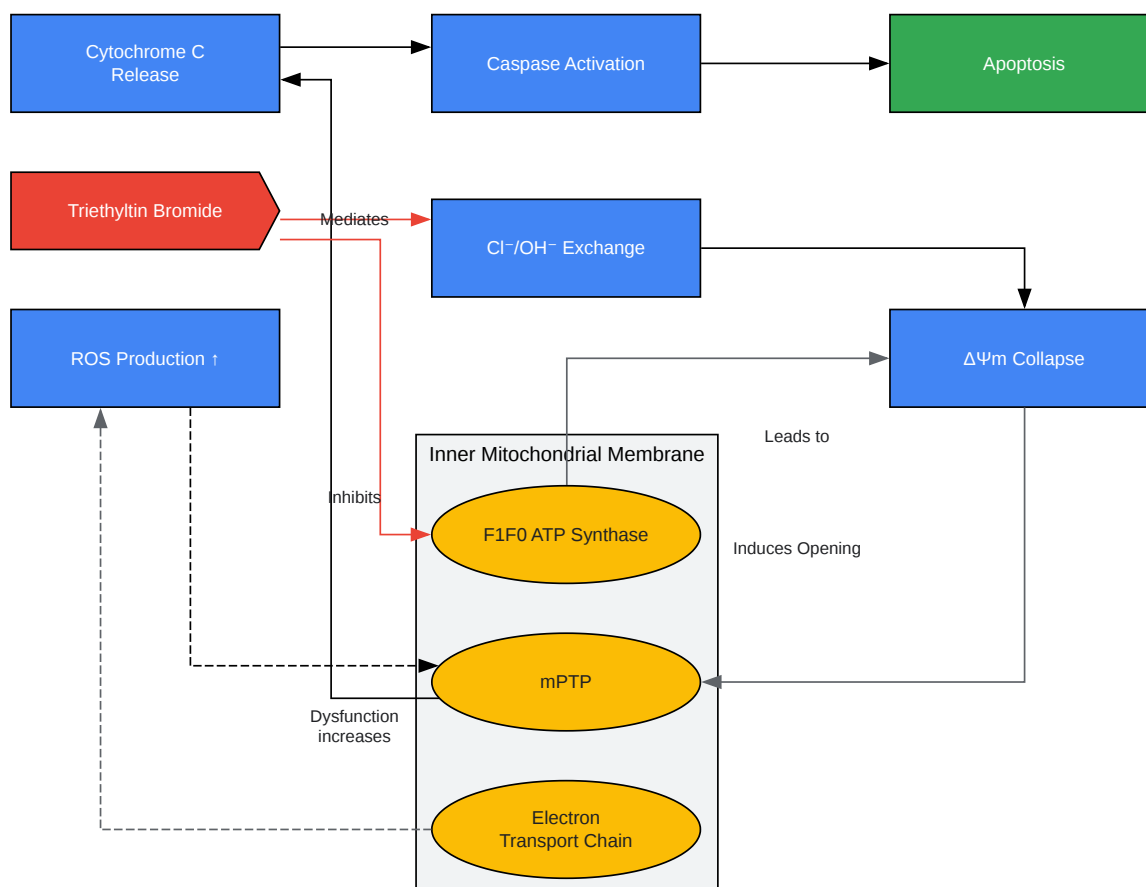 Cytochrome C
Release
Caspase Activation
Apoptosis
Triethyltin Bromide
Mediates
Cl⁻/OH⁻ Exchange
ROS Production ↑
ΔΨm Collapse
Leads to
Inner Mitochondrial Membrane
Inhibits
F1F0 ATP Synthase
Induces Opening
mPTP
Dysfunction
increases
Electron
Transport Chain